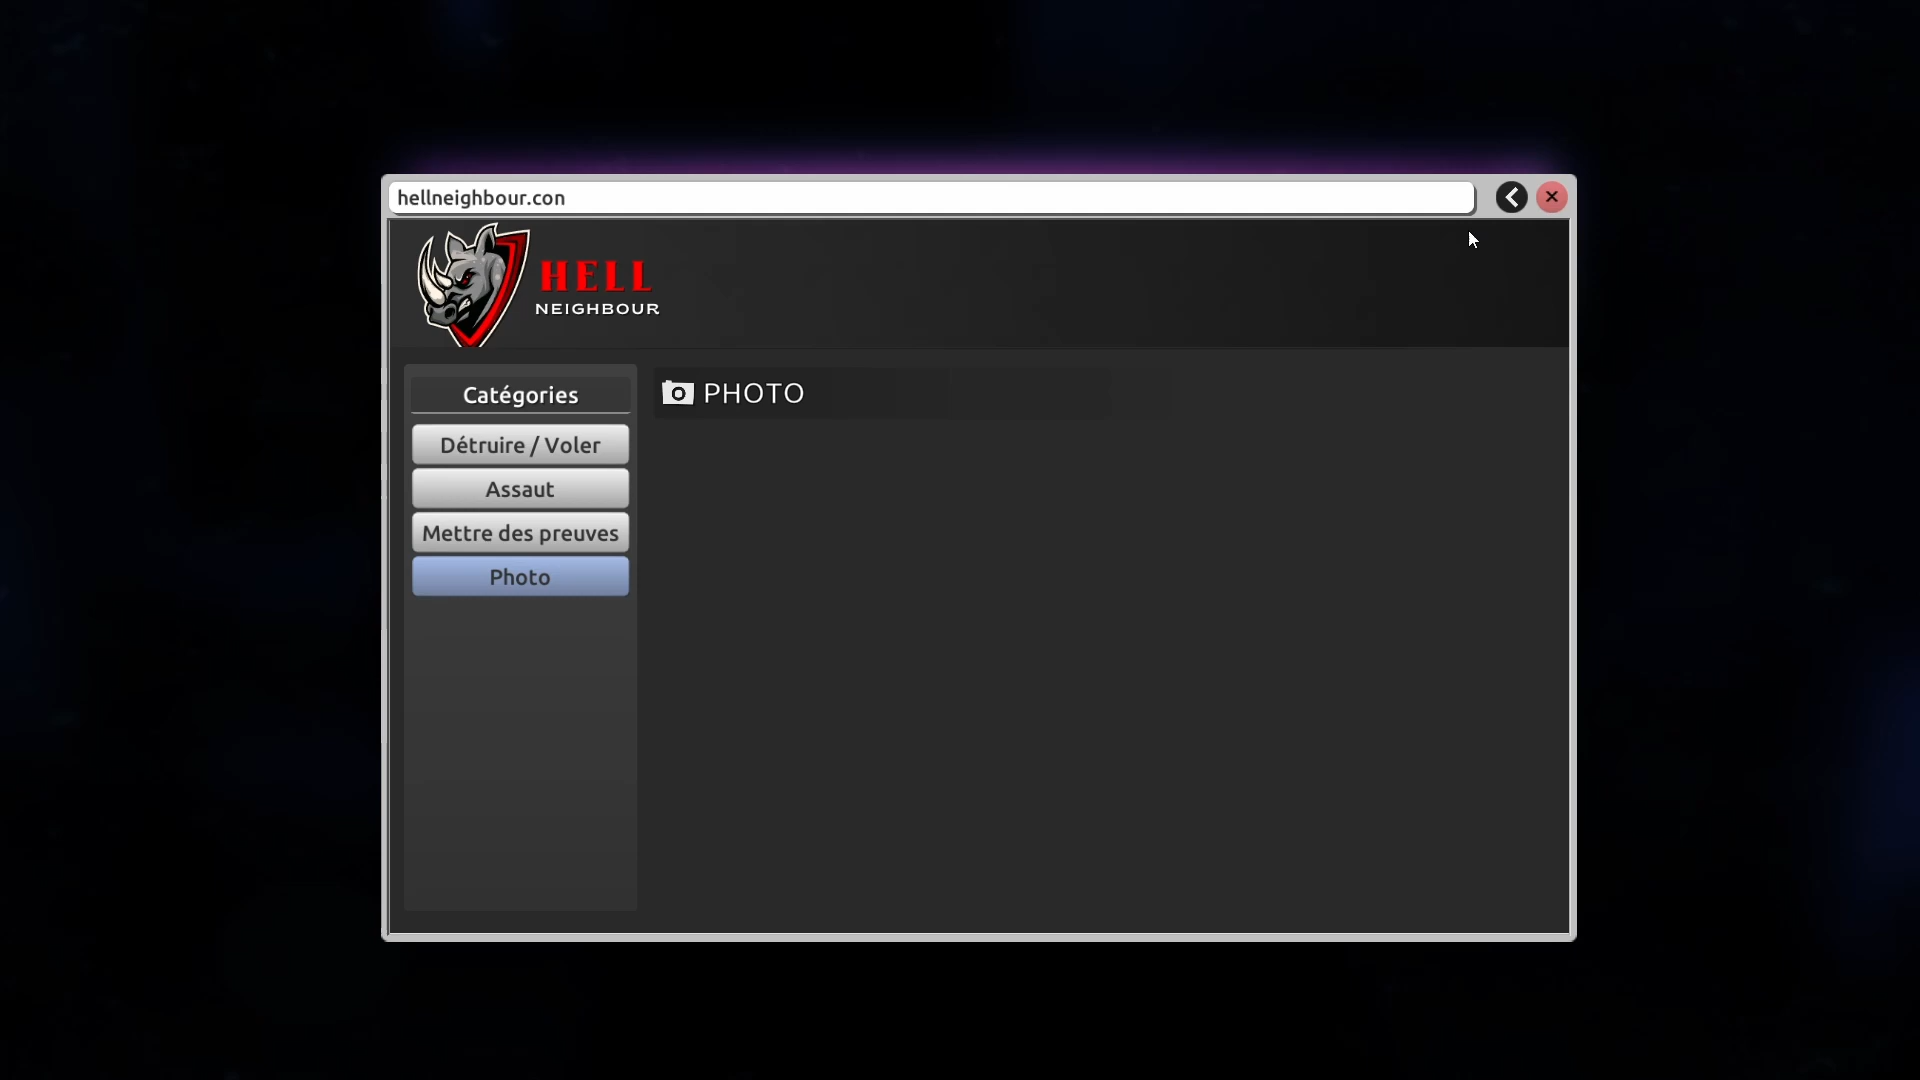 hellneighbour.con
HELL
NEIGHBOUR
Catégories
Détruire / Voler
Assaut
Mettre des preuves
Photo
PHOTO